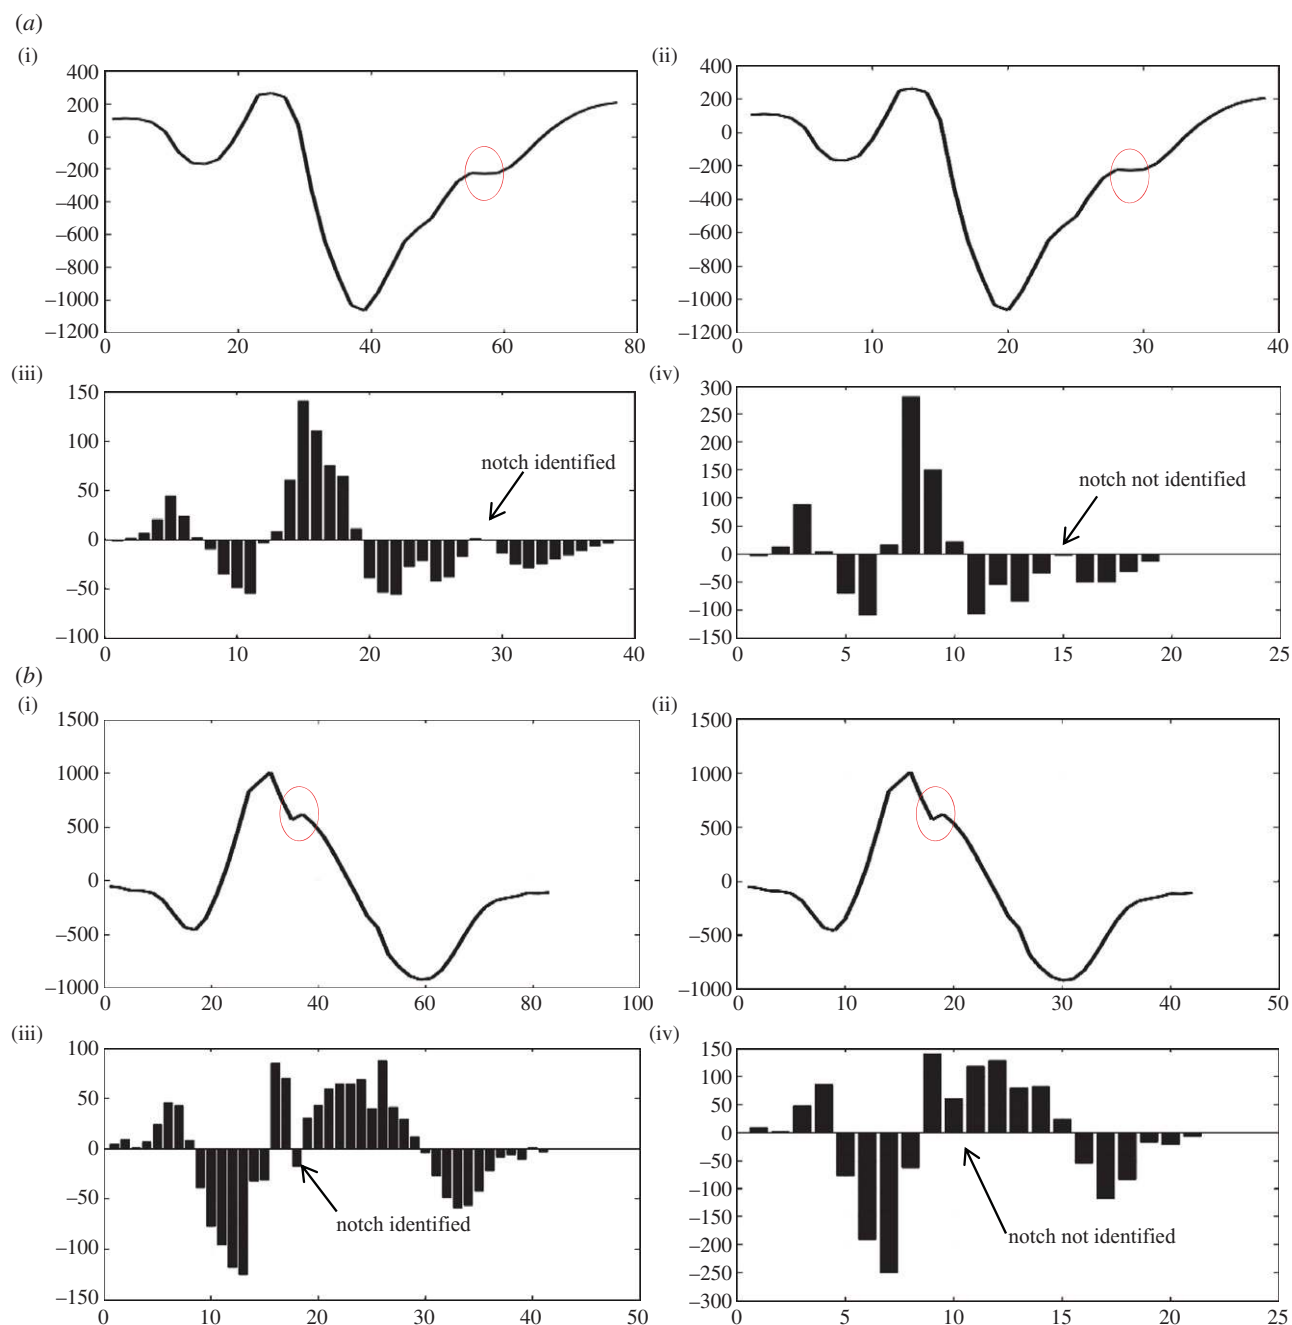 (a)
(i)
(ii)
400
200
0
–200
–400
–600
–800
–1000
–1200
0 20 40 60 80
400
200
0
–200
–400
–600
–800
–1000
–1200
0 10 20 30 40
(iii)
(iv)
150
100
50
0
–50
–100
0 10 20 30 40
notch identified
300
250
200
150
100
50
0
–50
–100
–150
0 5 10 15 20 25
notch not identified
(b)
(i)
(ii)
1500
1000
500
0
–500
–1000
0 20 40 60 80 100
1500
1000
500
0
–500
–1000
0 10 20 30 40 50
(iii)
(iv)
100
50
0
–50
–100
–150
0 10 20 30 40 50
notch identified
150
100
50
0
–50
–100
–150
–200
–250
–300
0 5 10 15 20 25
notch not identified